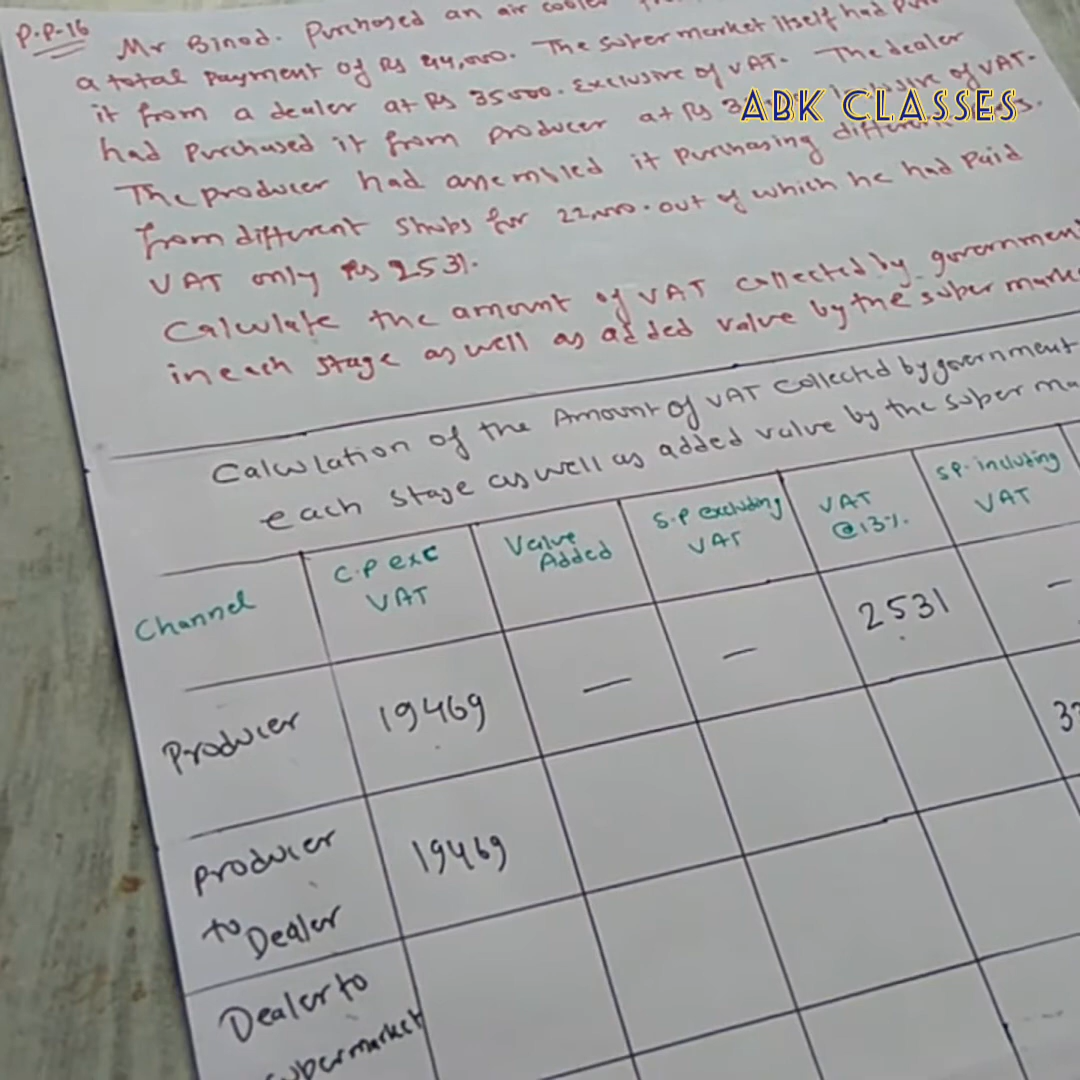 P.P-16
Mr Binod. Purchased an air cooler
a total payment of Rs 44,000. The super market itself had
it from a dealer at Rs 35000. Exclusive of VAT. The dealer
had purchased it from producer at Rs of VAT.
ABK CLASSES
The producer had assembled it purchasing
from different shops for 22,000. out of which he had paid
VAT only Rs 2531.
Calculate the amount of VAT collected by government
in each stage as well as added value by the super
Calculation of the Amount of VAT collected by government
each stage as well as added value by the super
Channel
C.P exc VAT
Value Added
S.P excluding VAT
VAT @13%.
SP. including VAT
Producer
19469
—
—
2531
—
producer to Dealer
19469
Dealer to